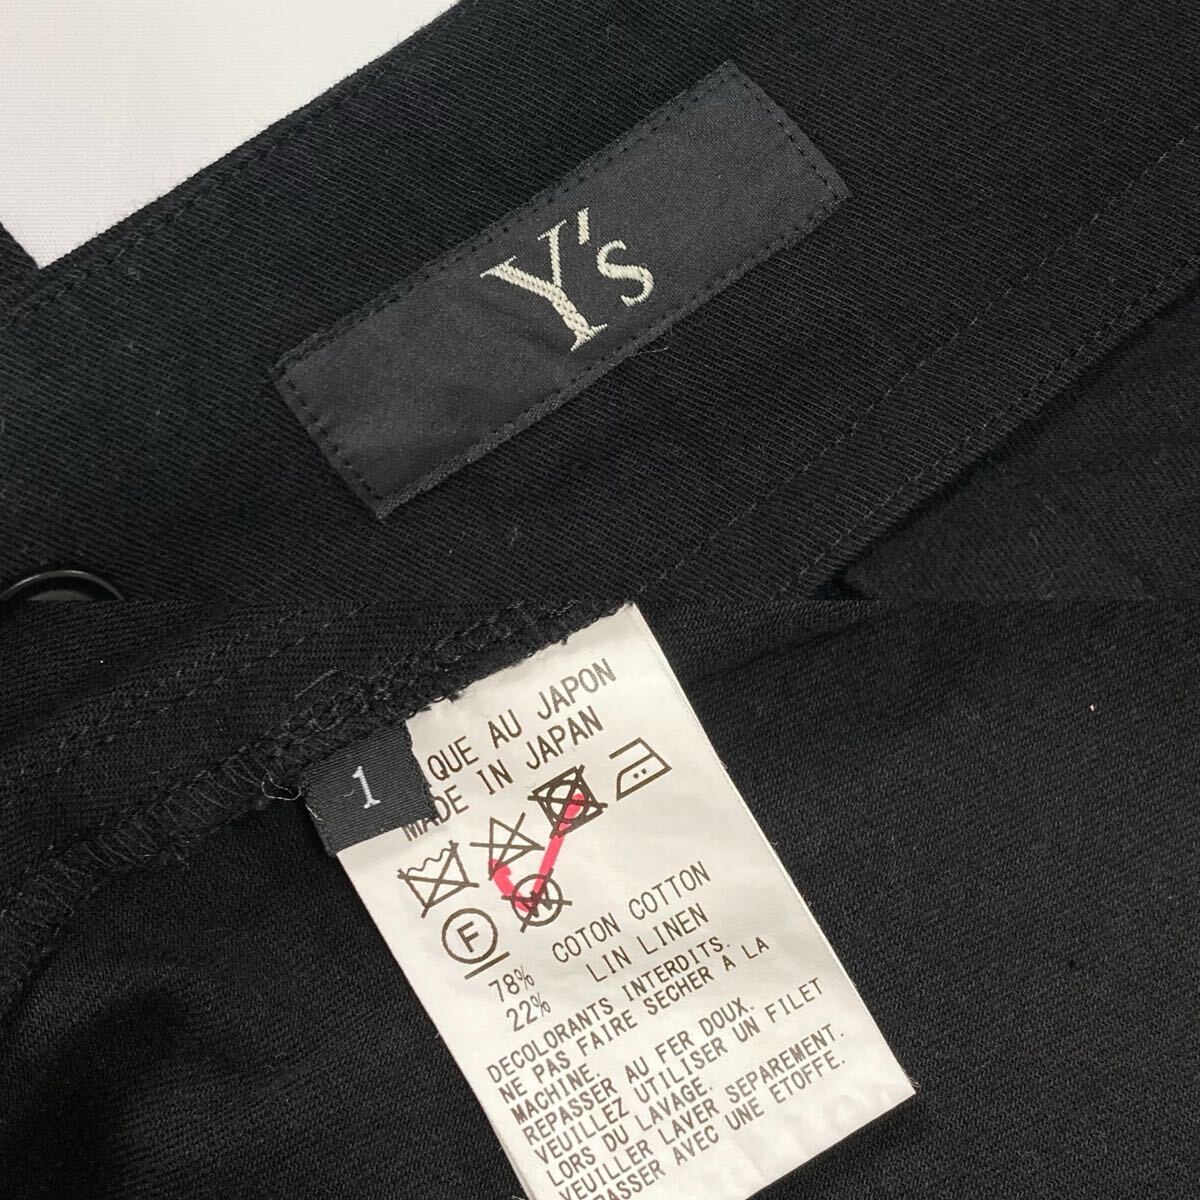 Y's
1
QUE AU JAPON
MADE IN JAPAN
F
W
78% COTON COTTON
22% LIN LINEN
DECOLORANTS INTERDITS.
NE PAS FAIRE SECHER A LA
MACHINE.
REPASSER AU FER DOUX.
VEUILLEZ UTILISER UN FILET
LORS DU LAVAGE.
VEUILLER LAVER SEPAREMENT.
REPASSER AVEC UNE ETOFFE.